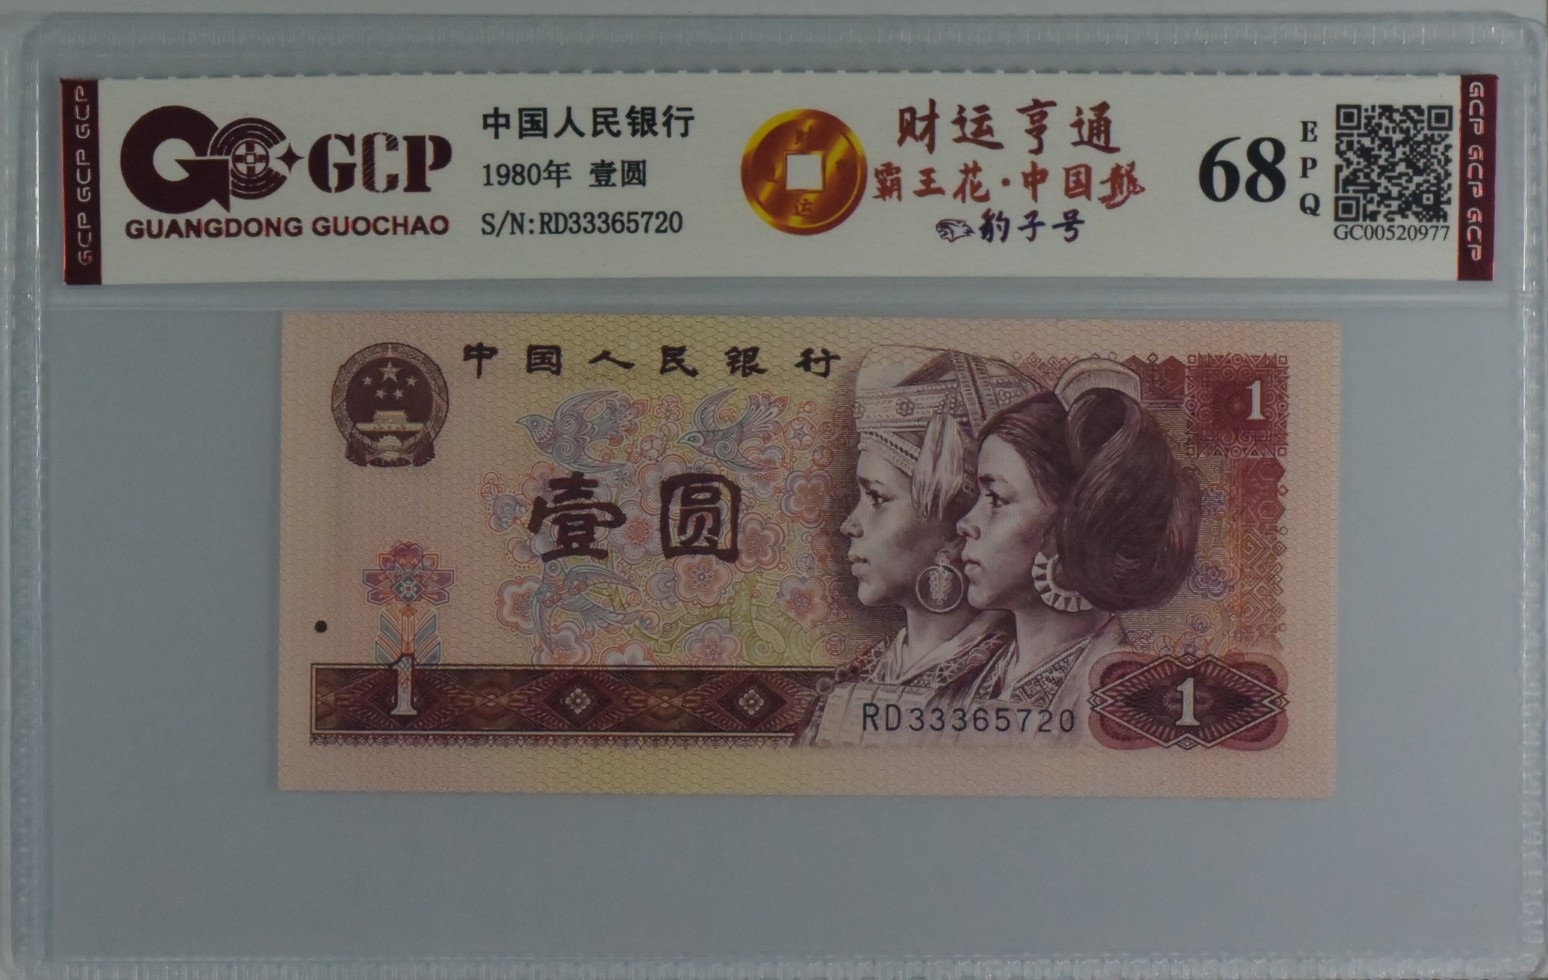 GCP GCP GCP
GCP
GUANGDONG GUOCHAO
中国人民银行
1980年 壹圆
S/N:RD33365720
财运亨通
霸王花·中国龍
豹子号
运
68
EPQ
GC00520977
GCP GCP GCP
中国人民银行
1
壹圆
1
RD33365720
1